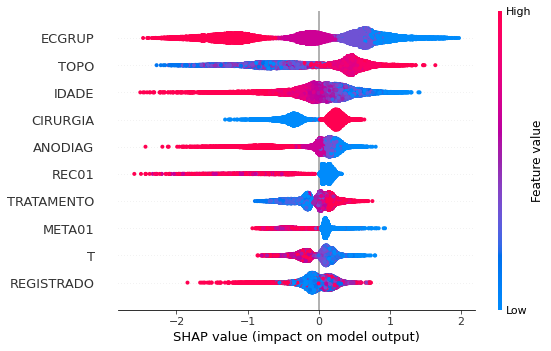 High
ECGRUP
TOPO
IDADE
CIRURGIA
ANODIAG
REC01
TRATAMENTO
META01
T
REGISTRADO
Feature value
Low
−2 −1 0 1 2
SHAP value (impact on model output)